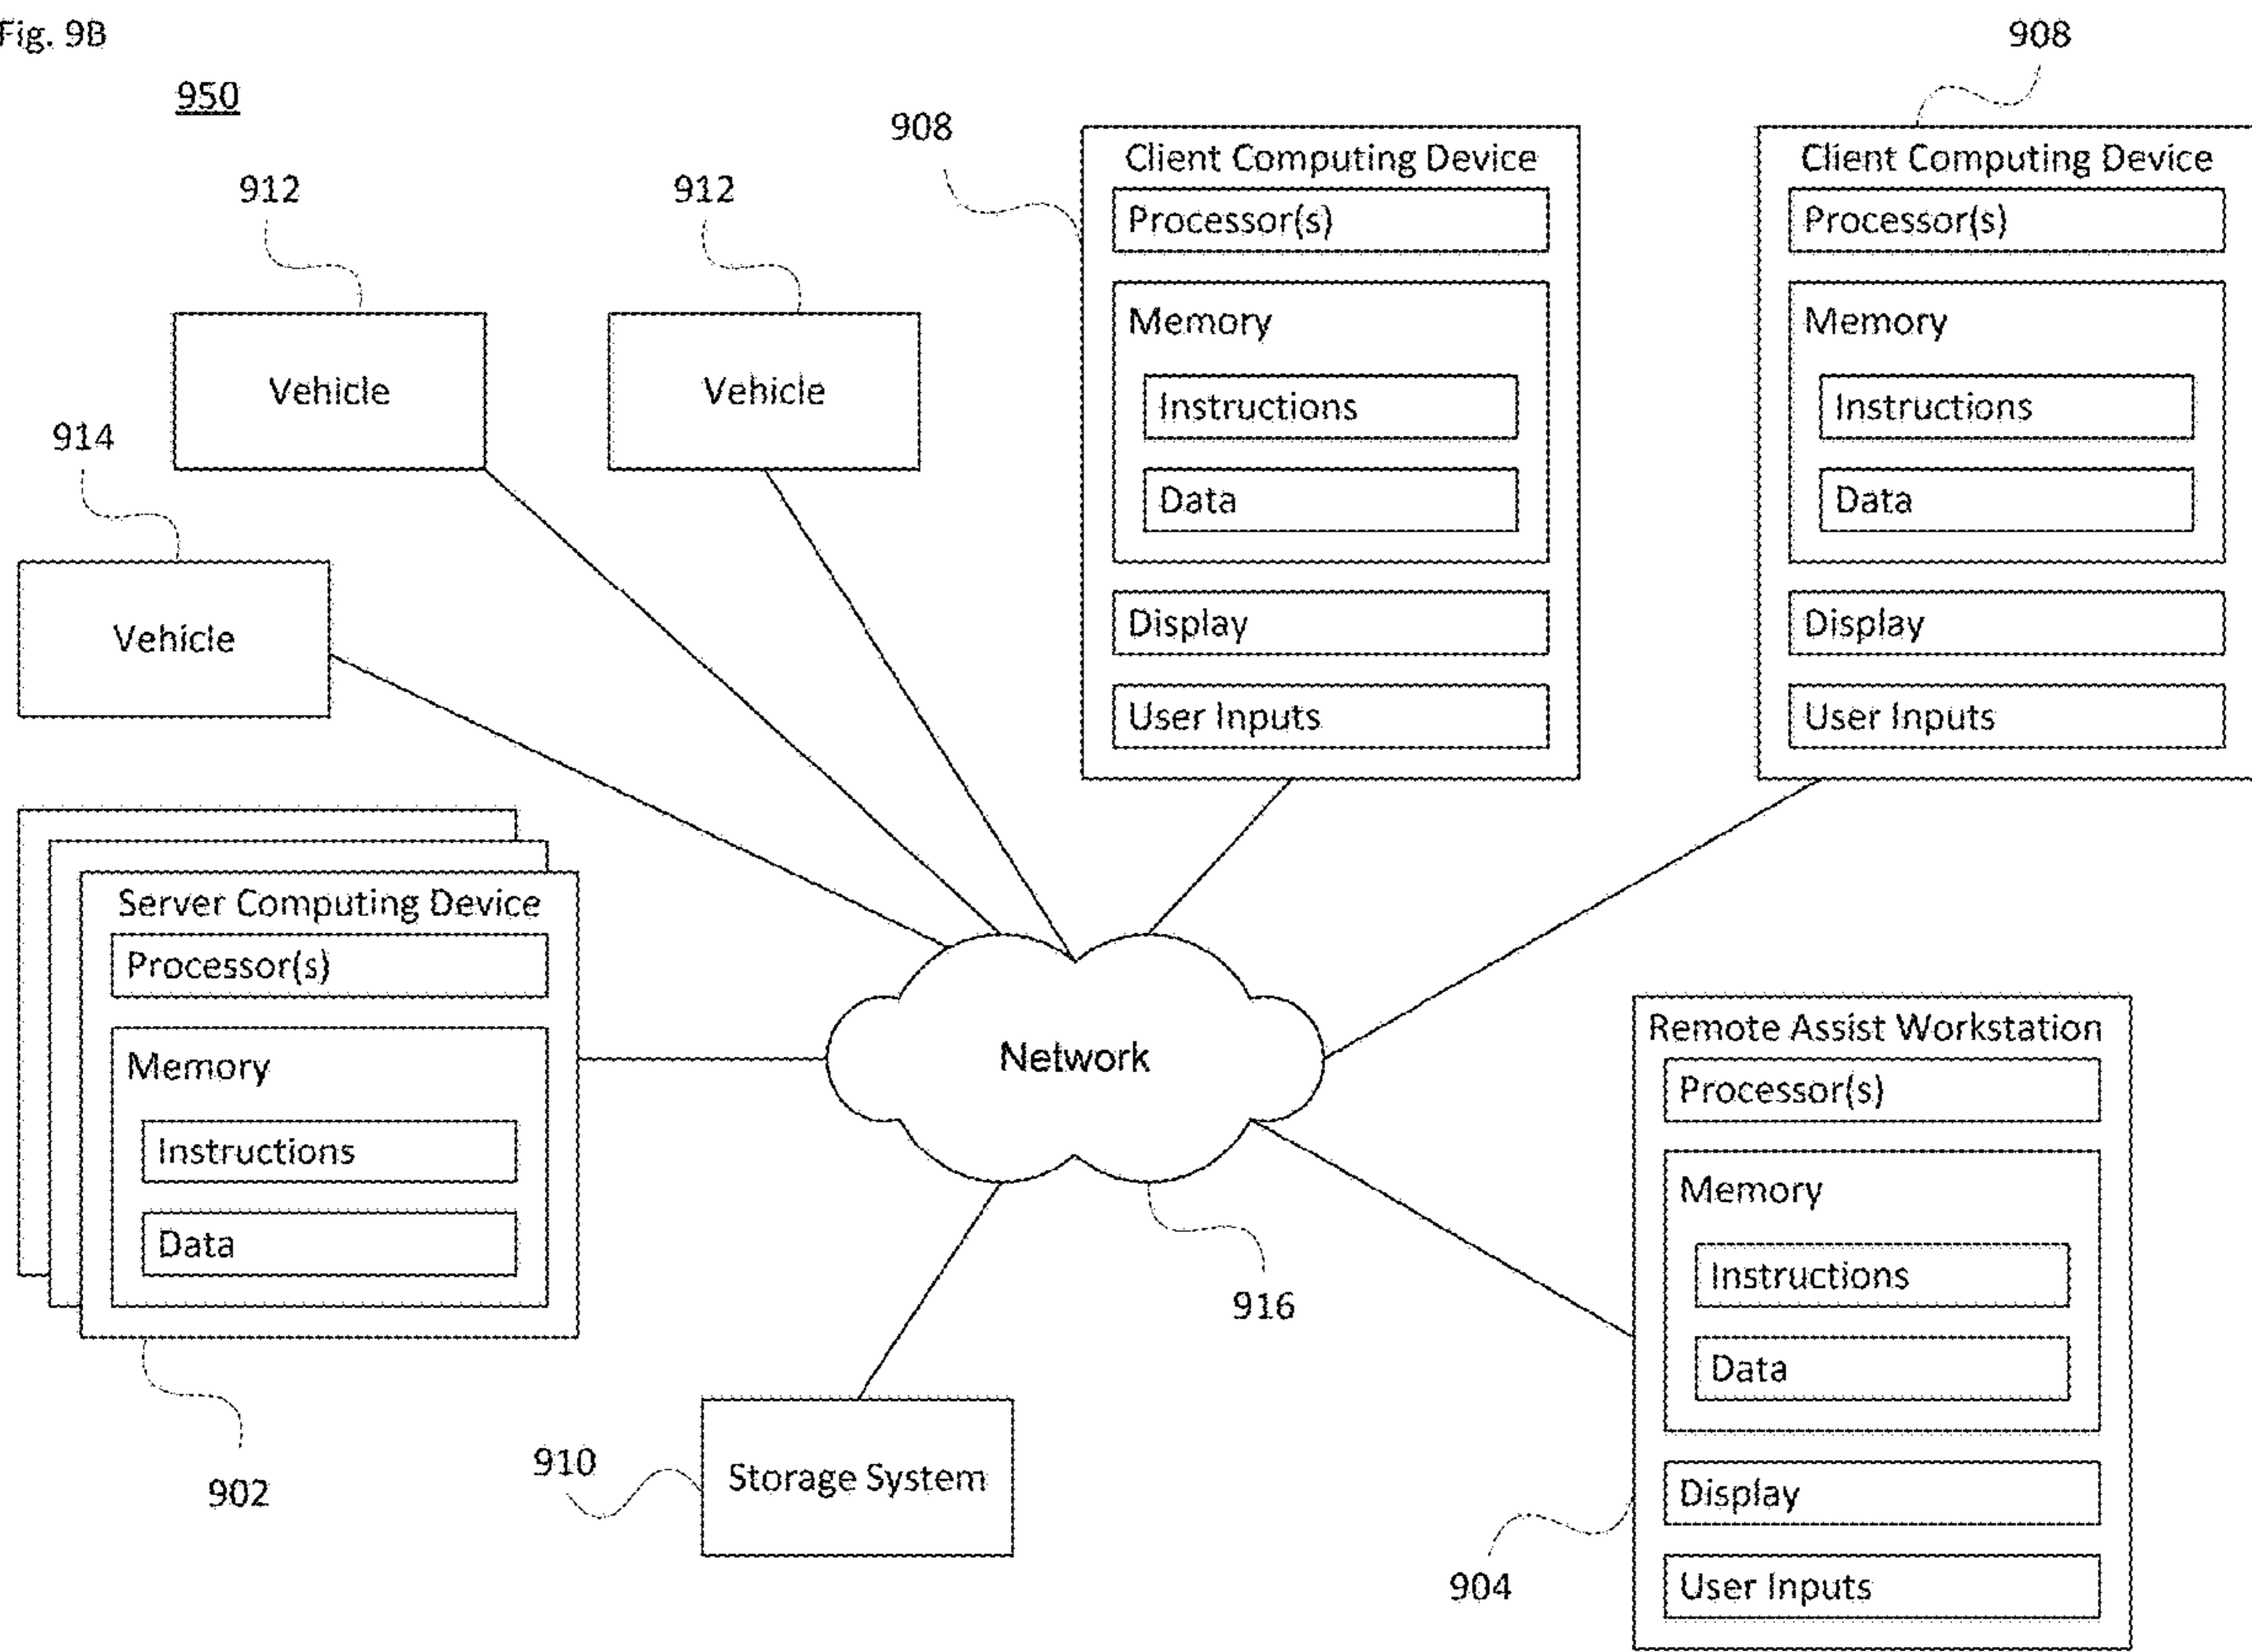 Fig. 9B
950
908
908
912
912
914
Client Computing Device
Processor(s)
Memory
Instructions
Data
Display
User Inputs
Client Computing Device
Processor(s)
Memory
Instructions
Data
Display
User Inputs
Vehicle
Vehicle
Vehicle
Server Computing Device
Processor(s)
Memory
Instructions
Data
902
Network
916
Storage System
910
Remote Assist Workstation
Processor(s)
Memory
Instructions
Data
Display
User Inputs
904